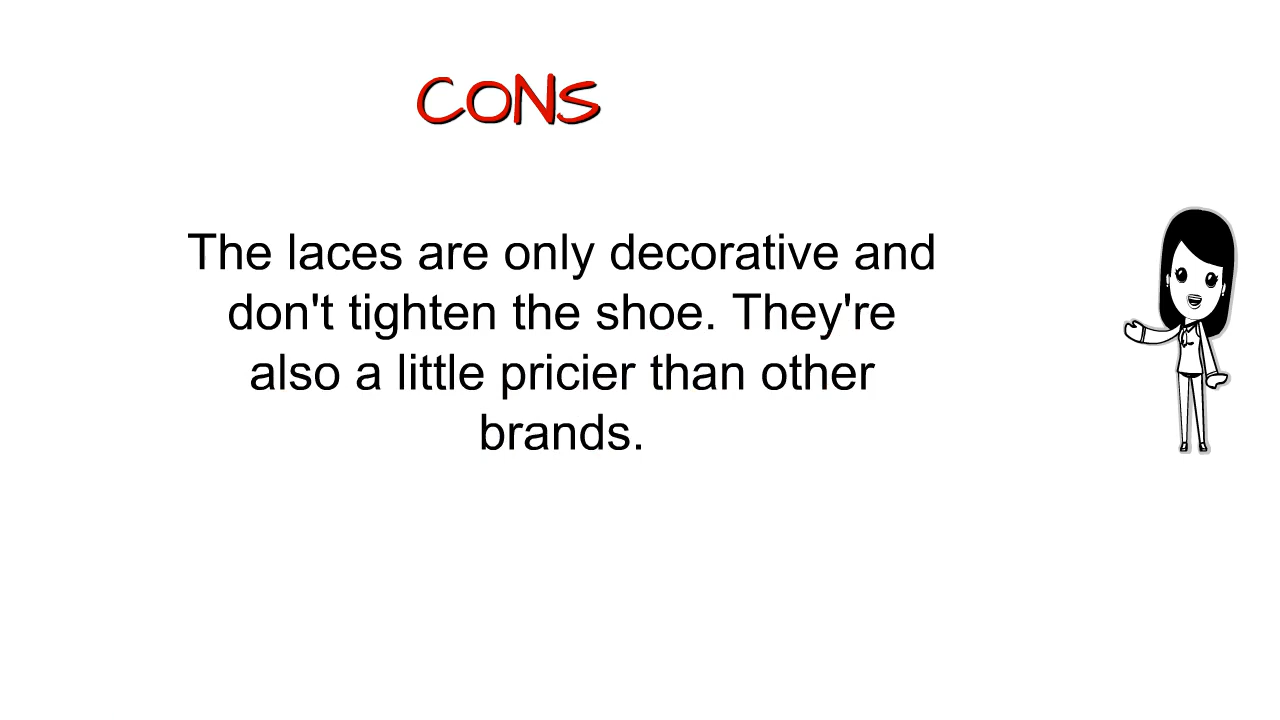 CONS
The laces are only decorative and
don't tighten the shoe. They're
also a little pricier than other
brands.